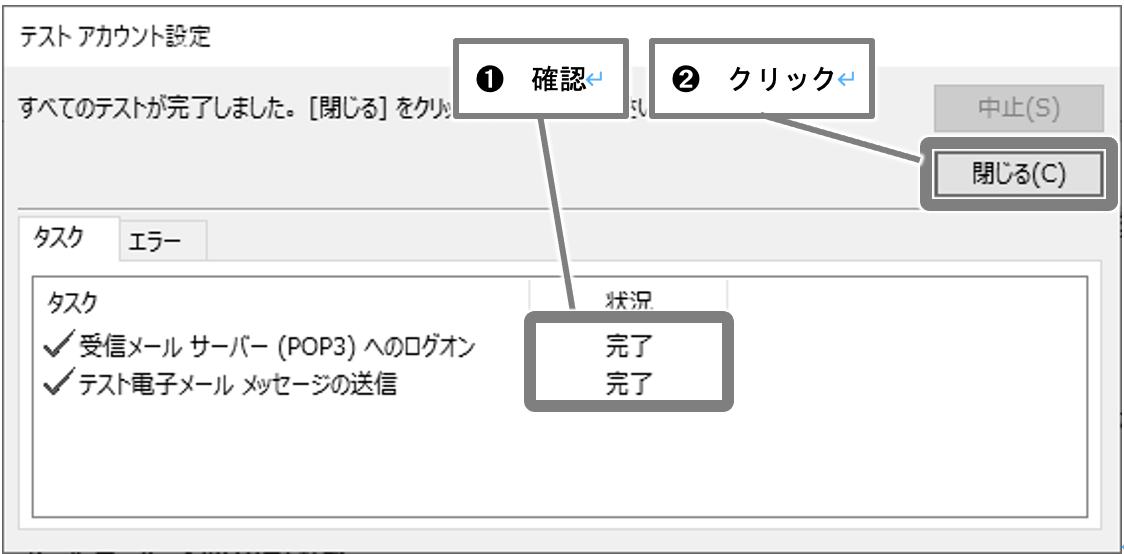 テスト アカウント設定
❶ 確認↵
❷ クリック↵
すべてのテストが完了しました。[閉じる] をクリッ
さい
中止(S)
閉じる(C)
タスク
エラー
タスク 状況
受信メール サーバー (POP3) へのログオン 完了
テスト電子メール メッセージの送信 完了